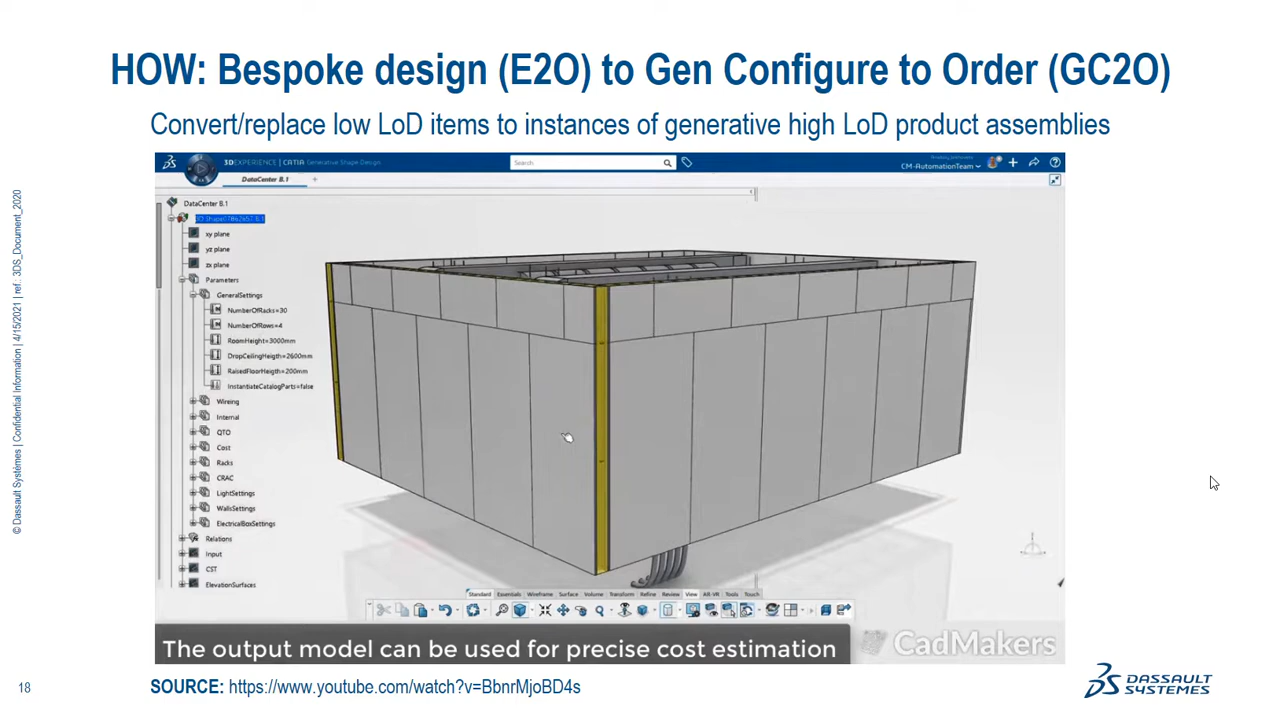 HOW: Bespoke design (E2O) to Gen Configure to Order (GC2O)
Convert/replace low LoD items to instances of generative high LoD product assemblies
3DEXPERIENCE | CATIA Generative Shape Design
Search
CM-AutomationTeam
DataCenter B.1
DataCenter B.1
xy plane
yz plane
zx plane
Parameters
GeneralSettings
NumberOfRacks=30
NumberOfRows=4
RoomHeight=3000mm
DropCeilingHeigth=2600mm
RaisedFloorHeigth=200mm
InstantiateCatalogParts=false
Wireing
Internal
QTO
Cost
Racks
CRAC
LightSettings
WallsSettings
ElectricalBoxSettings
Relations
Input
CST
ElevationSurfaces
Standard Essentials Wireframe Surface Volume Transform Refine Review View AR-VR Tools Touch
The output model can be used for precise cost estimation
CadMakers
SOURCE: https://www.youtube.com/watch?v=BbnrMjoBD4s
18
DASSAULT
SYSTEMES
© Dassault Systèmes | Confidential Information | 4/15/2021 | ref.: 3DS_Document_2020